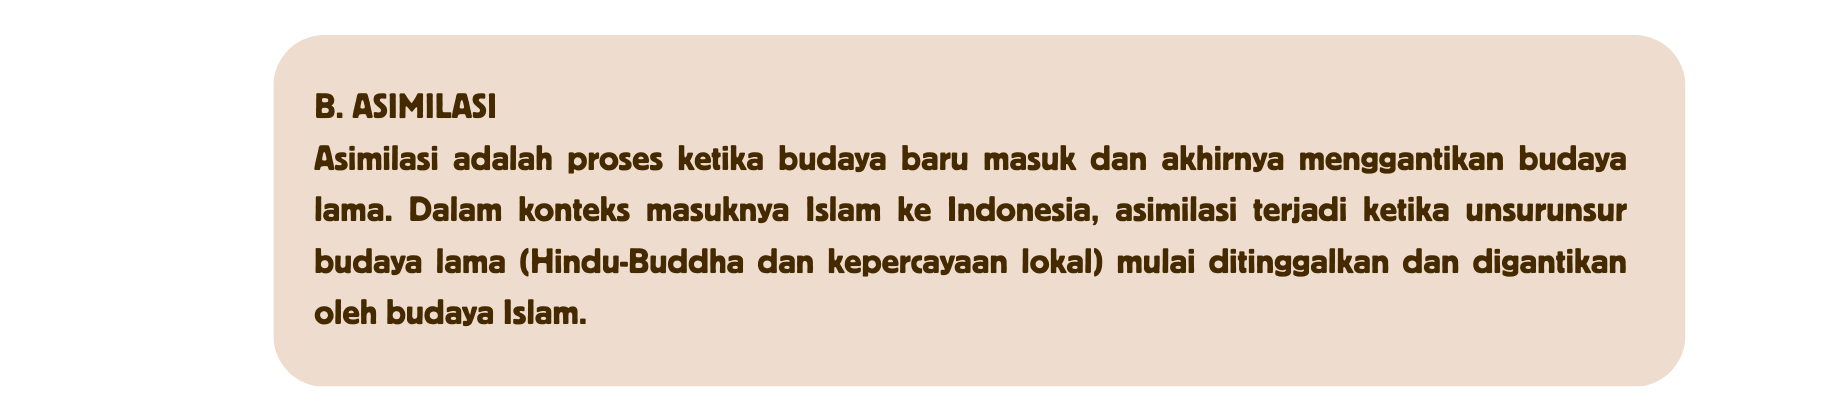 B. ASIMILASI
Asimilasi adalah proses ketika budaya baru masuk dan akhirnya menggantikan budaya
lama. Dalam konteks masuknya Islam ke Indonesia, asimilasi terjadi ketika unsurunsur
budaya lama (Hindu-Buddha dan kepercayaan lokal) mulai ditinggalkan dan digantikan
oleh budaya Islam.